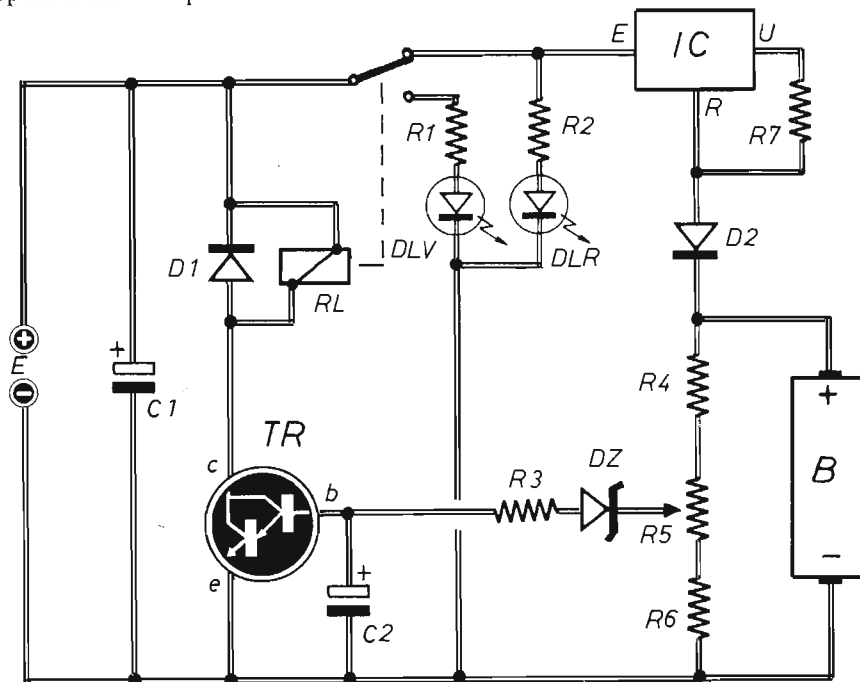 E IC U
R
R7
R1
R2
D1
RL
DLV
DLR
D2
+
E
-
+
C1
R4
+
B
-
TR
c
b
e
R3
DZ
R5
+
C2
R6